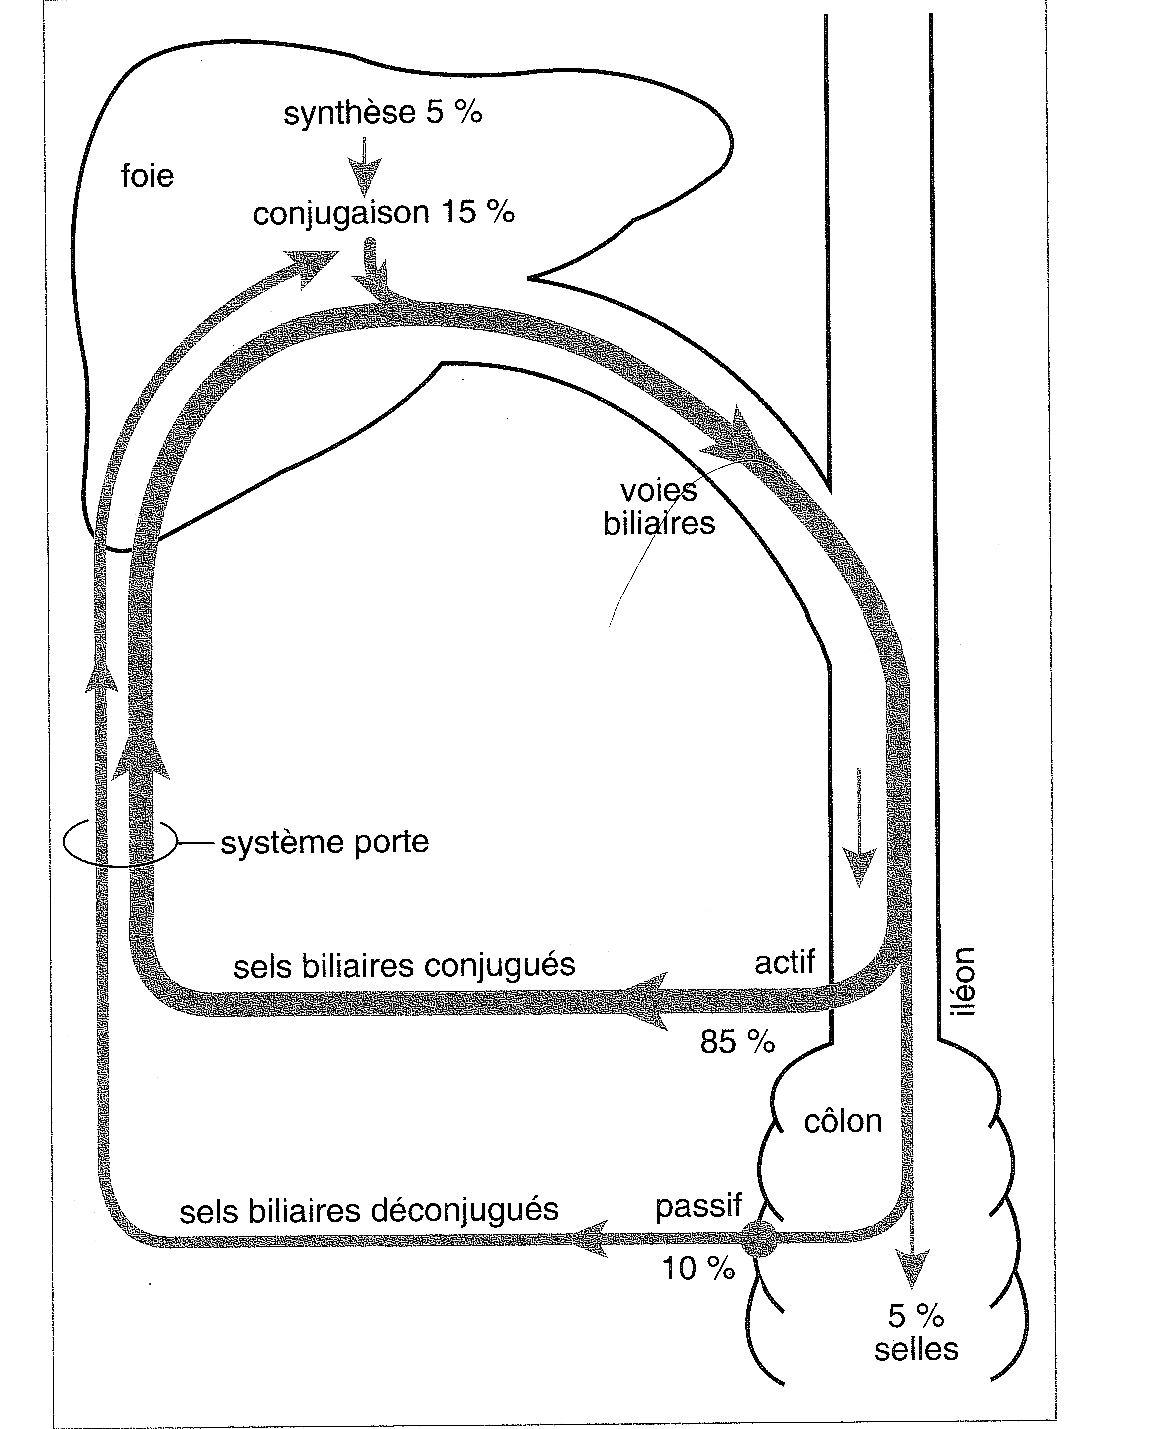 synthèse 5 %
foie
conjugaison 15 %
voies
biliaires
système porte
sels biliaires conjugués
actif
iléon
85 %
côlon
sels biliaires déconjugués
passif
10 %
5 %
selles